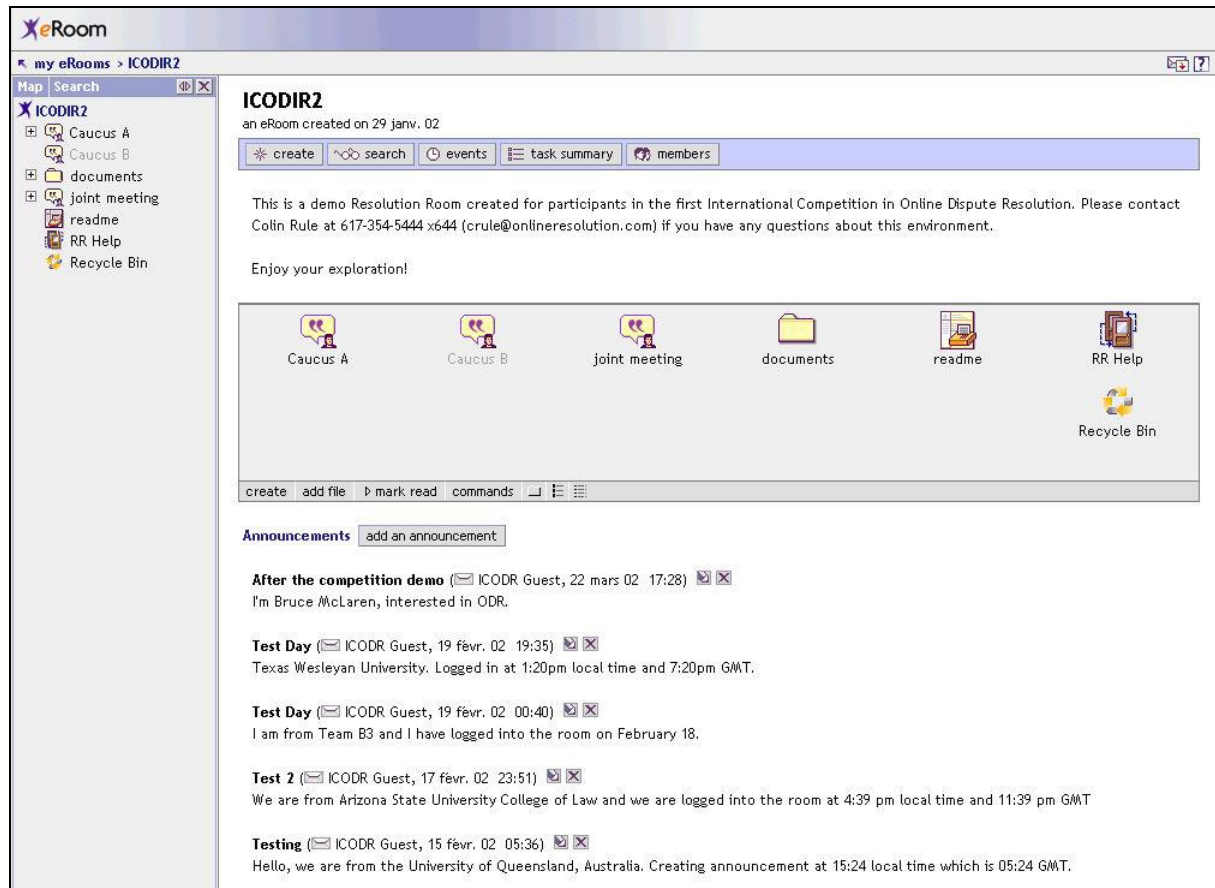 eRoom
my eRooms > ICODIR2
Map Search
ICODIR2
Caucus A
Caucus B
documents
joint meeting
readme
RR Help
Recycle Bin
ICODIR2
an eRoom created on 29 janv. 02
create search events task summary members
This is a demo Resolution Room created for participants in the first International Competition in Online Dispute Resolution. Please contact
Colin Rule at 617-354-5444 x644 (crule@onlineresolution.com) if you have any questions about this environment.
Enjoy your exploration!
Caucus A Caucus B joint meeting documents readme RR Help
Recycle Bin
create add file mark read commands
Announcements add an announcement
After the competition demo (ICODR Guest, 22 mars 02 17:28)
I'm Bruce McLaren, interested in ODR.
Test Day (ICODR Guest, 19 févr. 02 19:35)
Texas Wesleyan University. Logged in at 1:20pm local time and 7:20pm GMT.
Test Day (ICODR Guest, 19 févr. 02 00:40)
I am from Team B3 and I have logged into the room on February 18.
Test 2 (ICODR Guest, 17 févr. 02 23:51)
We are from Arizona State University College of Law and we are logged into the room at 4:39 pm local time and 11:39 pm GMT
Testing (ICODR Guest, 15 févr. 02 05:36)
Hello, we are from the University of Queensland, Australia. Creating announcement at 15:24 local time which is 05:24 GMT.